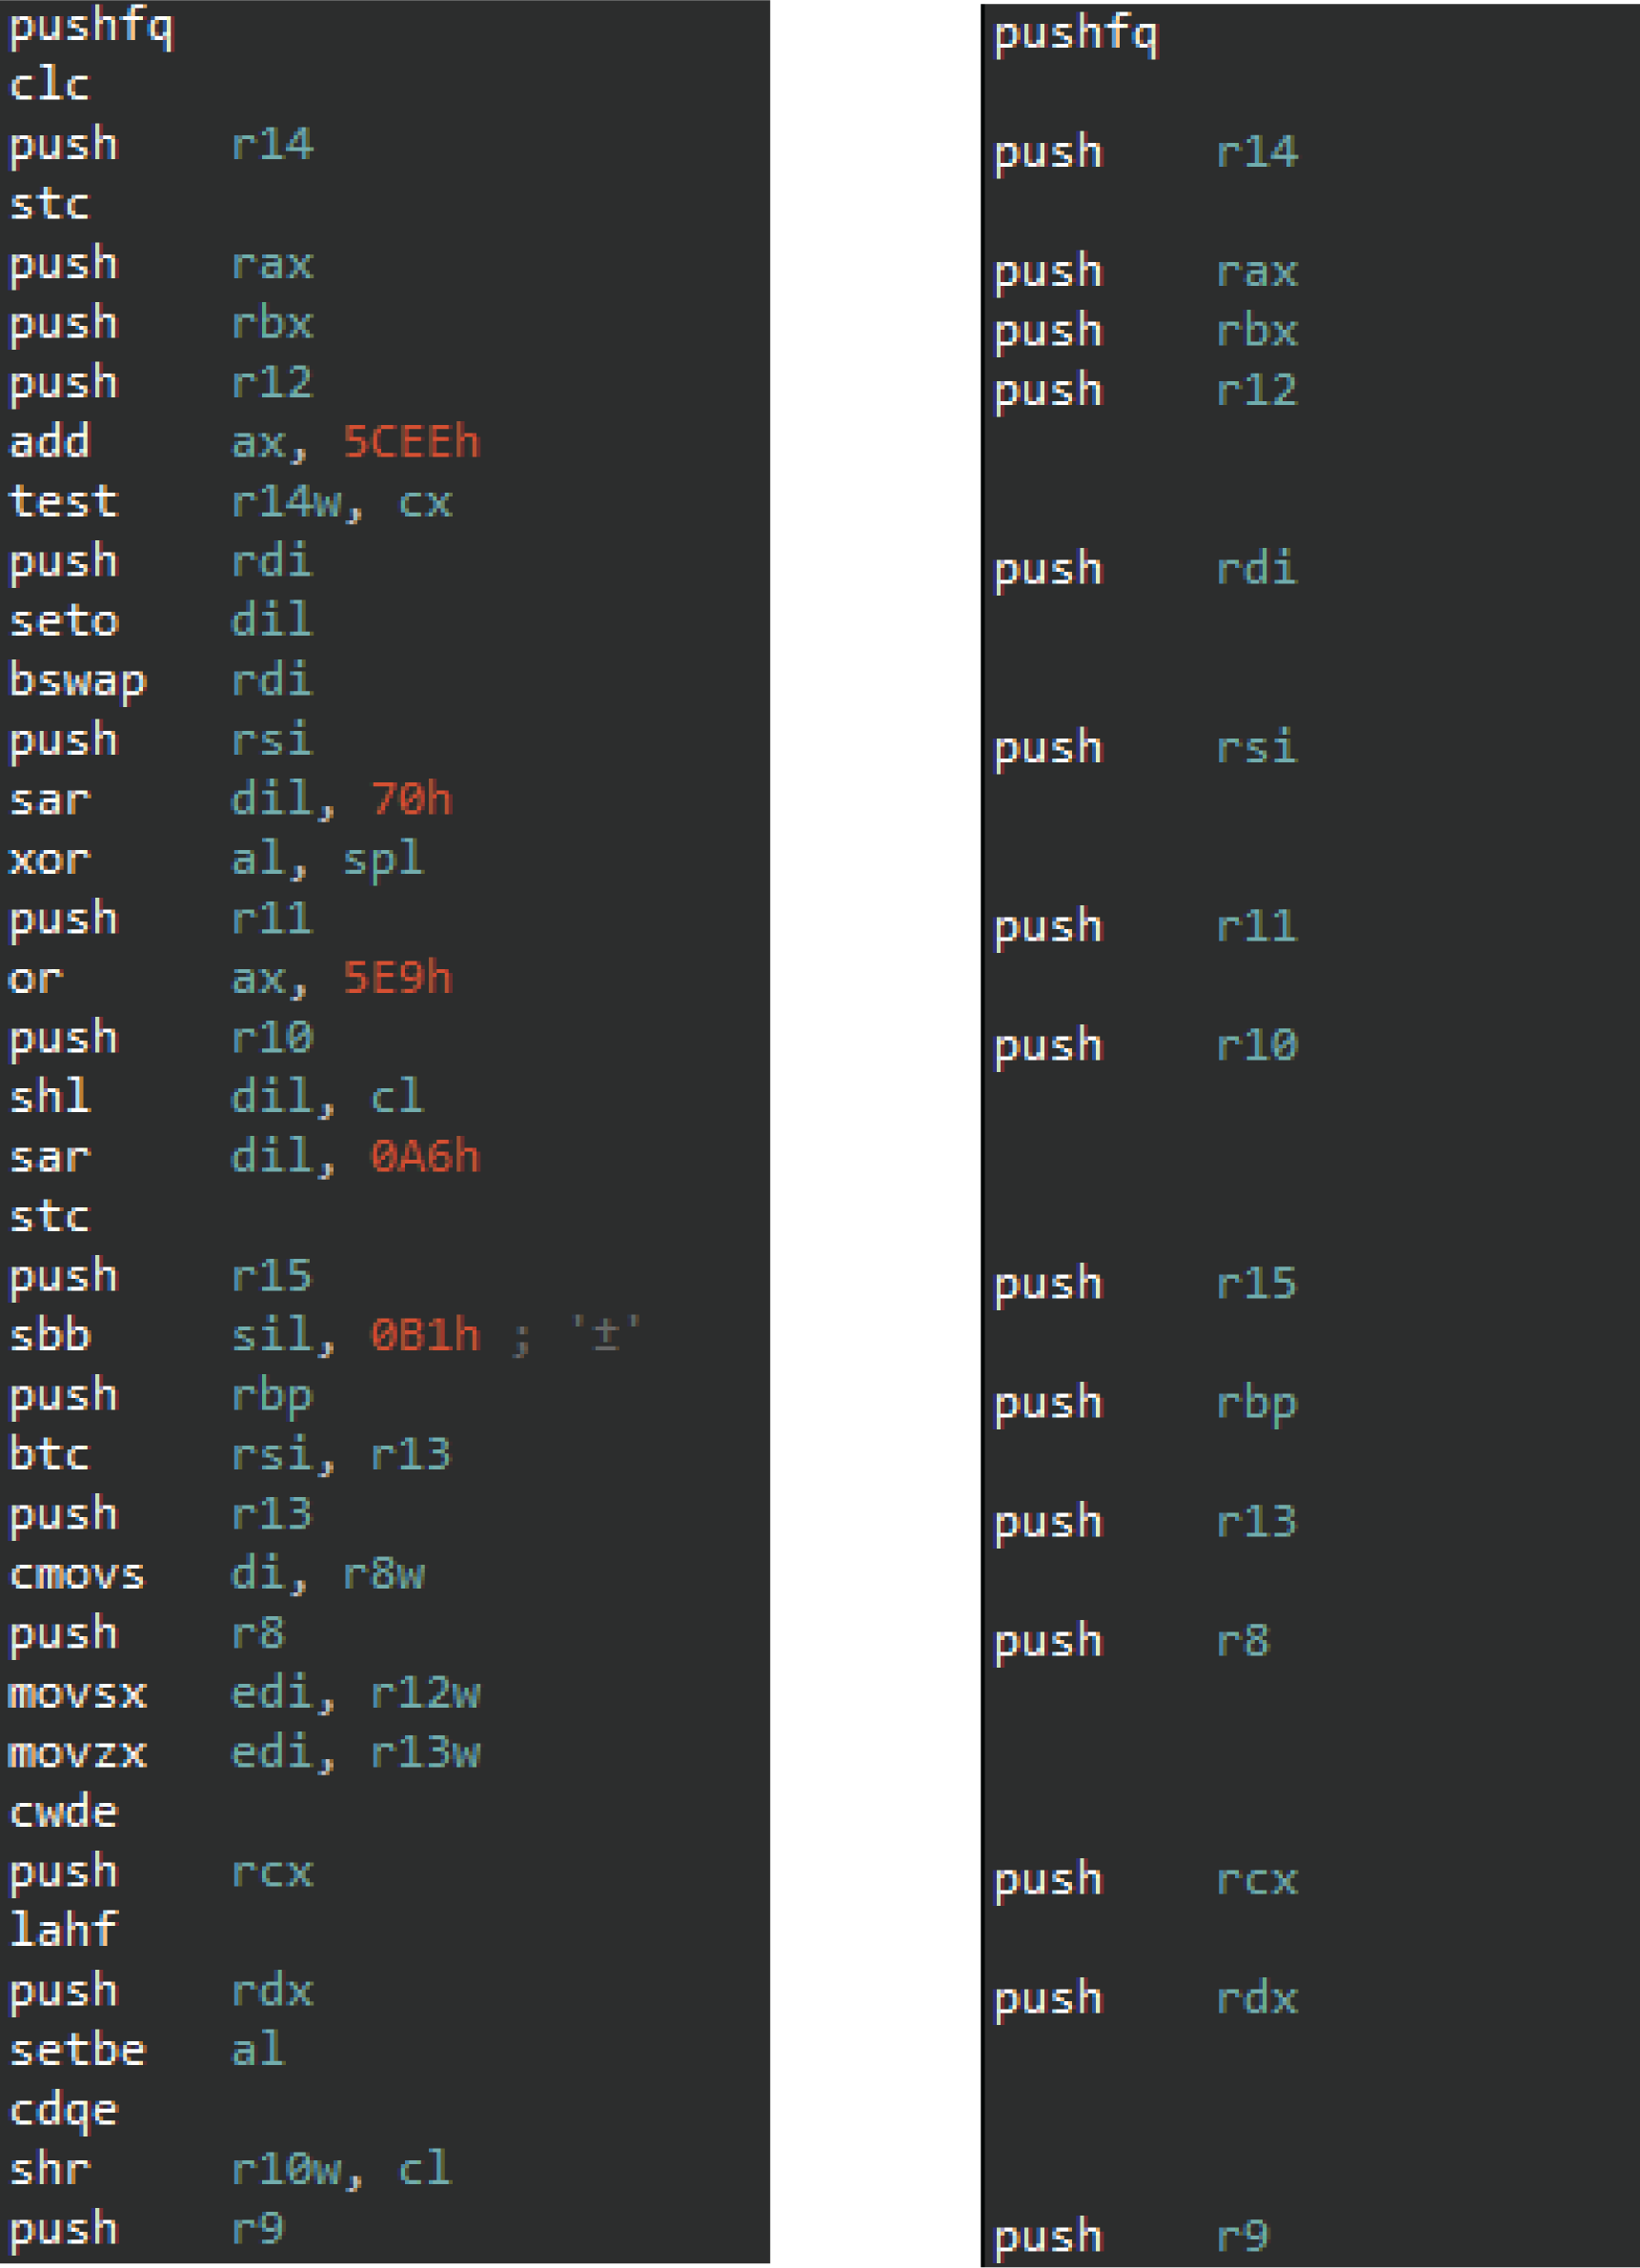 pushfq
clc
push r14
stc
push rax
push rbx
push r12
add ax, 5CEEh
test r14w, cx
push rdi
seto dil
bswap rdi
push rsi
sar dil, 70h
xor al, spl
push r11
or ax, 5E9h
push r10
shl dil, cl
sar dil, 0A6h
stc
push r15
sbb sil, 0B1h ; '±'
push rbp
btc rsi, r13
push r13
cmovs di, r8w
push r8
movsx edi, r12w
movzx edi, r13w
cwde
push rcx
lahf
push rdx
setbe al
cdqe
shr r10w, cl
push r9
pushfq
push r14
push rax
push rbx
push r12
push rdi
push rsi
push r11
push r10
push r15
push rbp
push r13
push r8
push rcx
push rdx
push r9